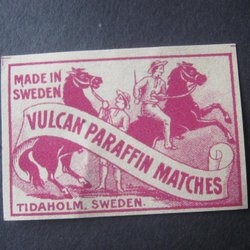 MADE IN
SWEDEN
VULCAN PARAFFIN MATCHES
TIDAHOLM, SWEDEN.